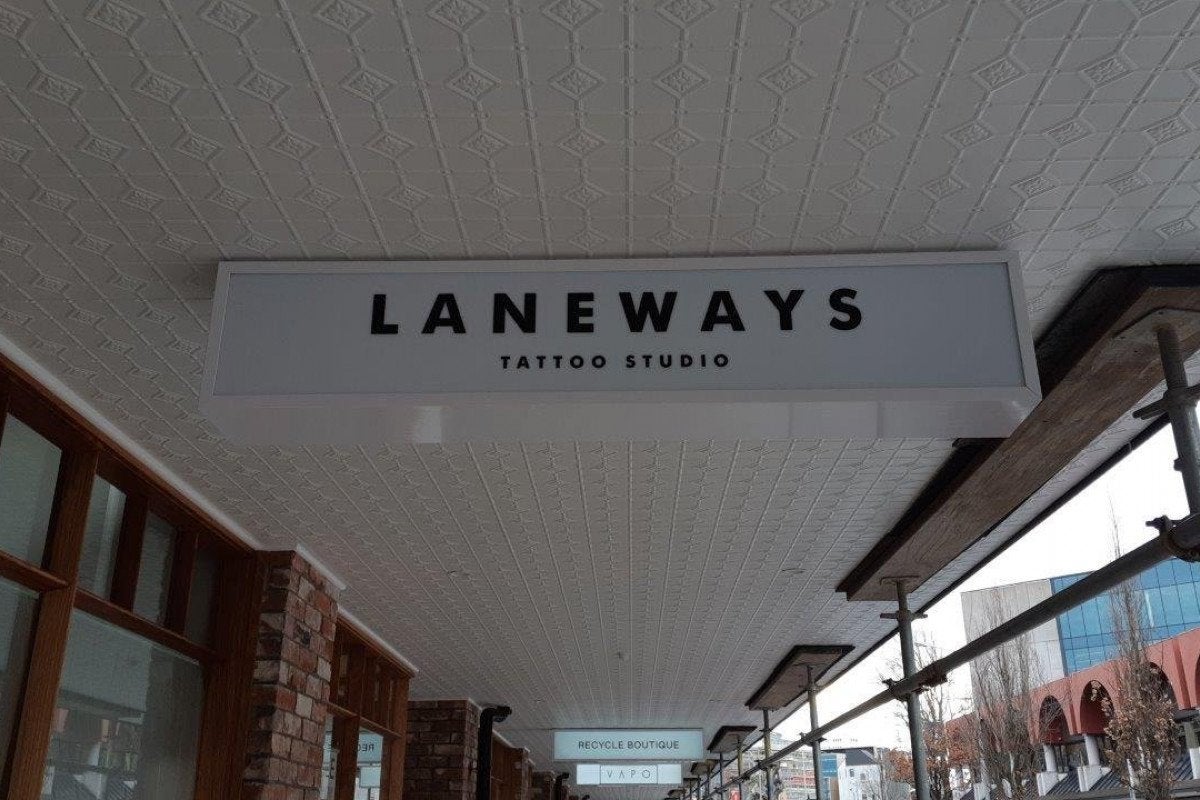 LANEWAYS
TATTOO STUDIO
RECYCLE BOUTIQUE
VAPO